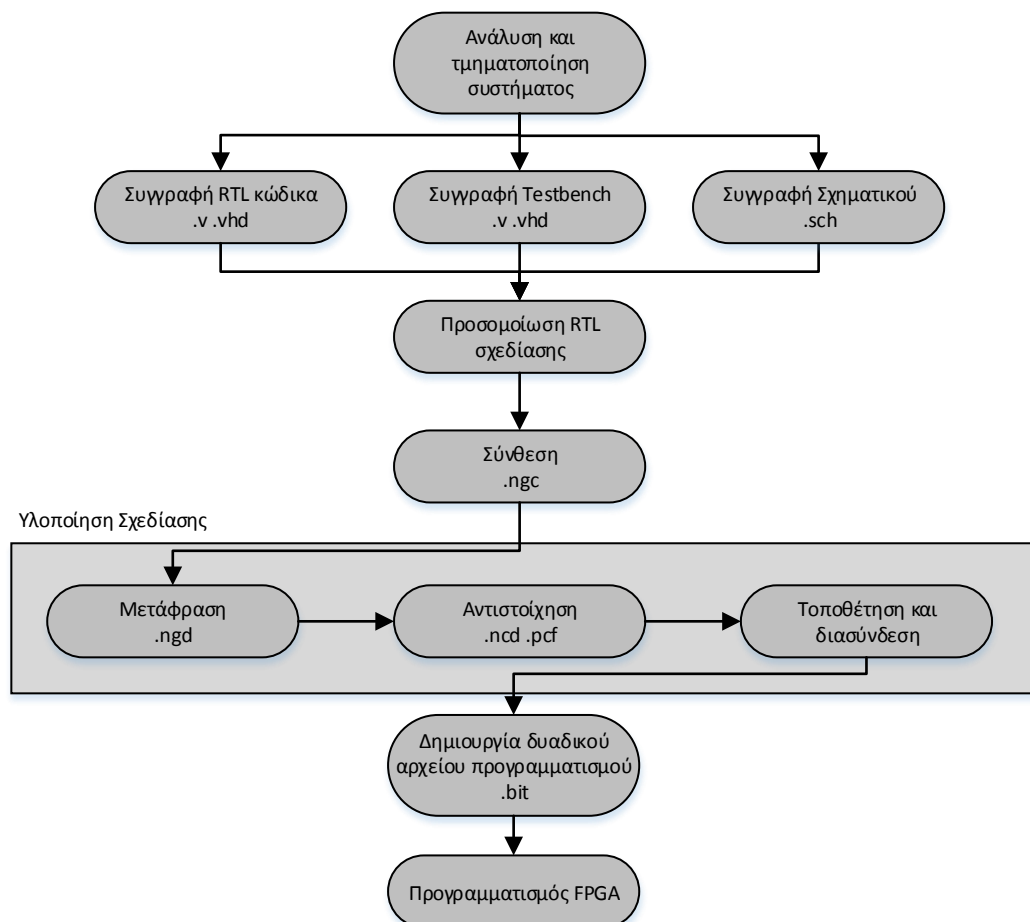 Ανάλυση και
τμηματοποίηση
συστήματος
Συγγραφή RTL κώδικα
.v .vhd
Συγγραφή Testbench
.v .vhd
Συγγραφή Σχηματικού
.sch
Προσομοίωση RTL
σχεδίασης
Σύνθεση
.ngc
Υλοποίηση Σχεδίασης
Μετάφραση
.ngd
Αντιστοίχηση
.ncd .pcf
Τοποθέτηση και
διασύνδεση
Δημιουργία δυαδικού
αρχείου προγραμματισμού
.bit
Προγραμματισμός FPGA